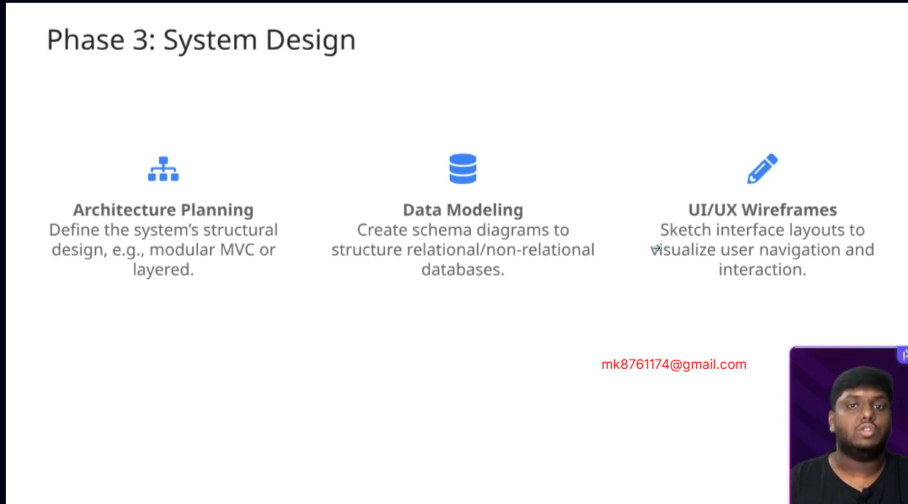 Phase 3: System Design
Architecture Planning
Define the system's structural
design, e.g., modular MVC or
layered.
Data Modeling
Create schema diagrams to
structure relational/non-relational
databases.
UI/UX Wireframes
Sketch interface layouts to
visualize user navigation and
interaction.
mk8761174@gmail.com